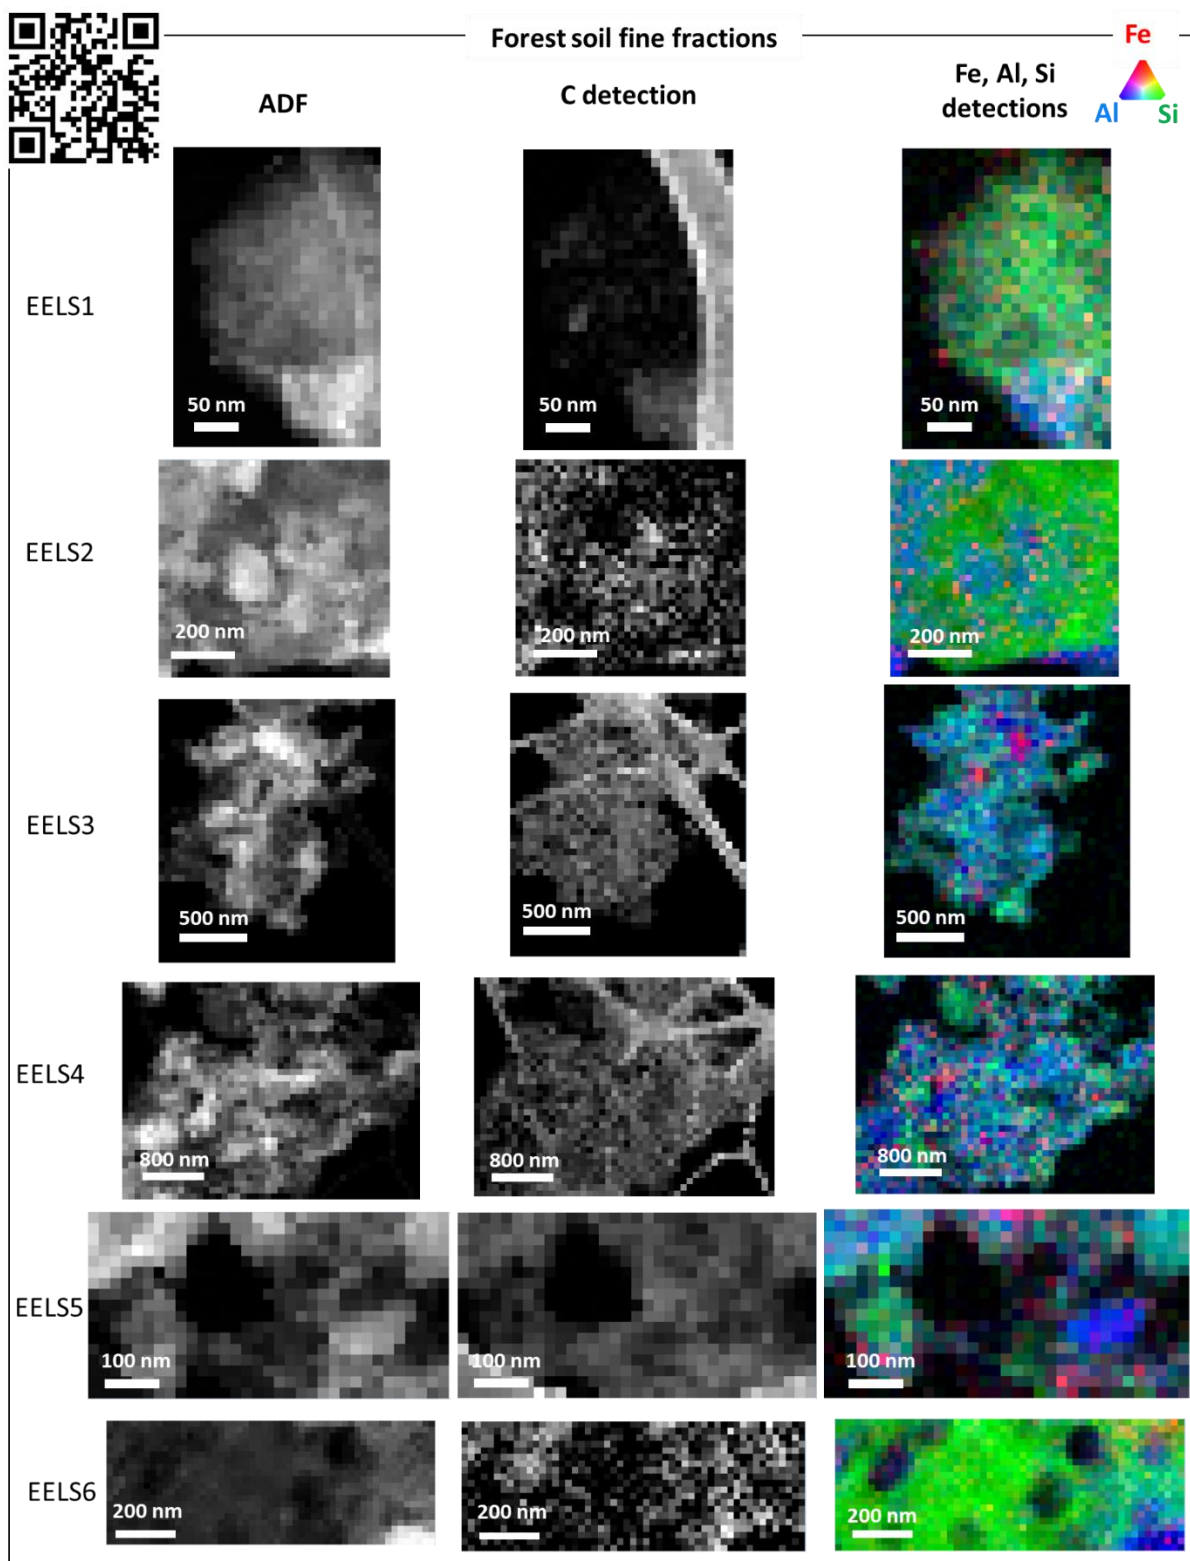 Forest soil fine fractions
Fe
ADF
C detection
Fe, Al, Si
detections
Al
Si
EELS1
50 nm
50 nm
50 nm
EELS2
200 nm
200 nm
200 nm
EELS3
500 nm
500 nm
500 nm
EELS4
800 nm
800 nm
800 nm
EELS5
100 nm
100 nm
100 nm
EELS6
200 nm
200 nm
200 nm